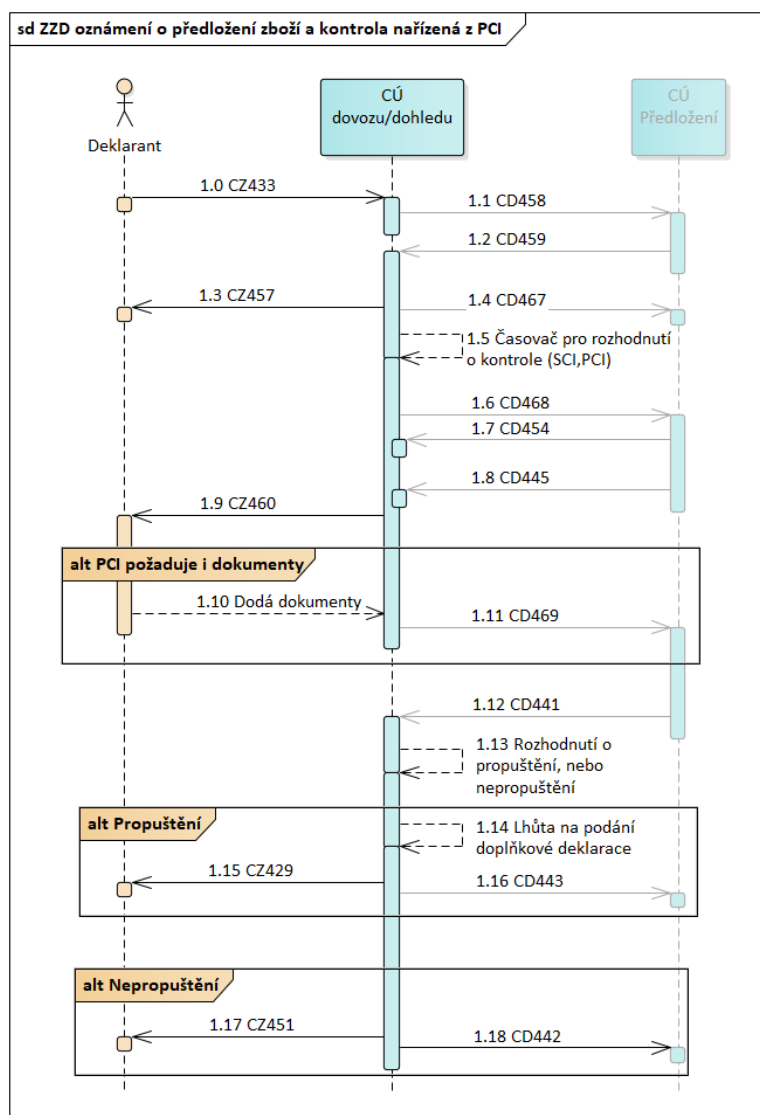 sd ZZD oznámení o předložení zboží a kontrola nařízená z PCI
Deklarant
CÚ
dovozu/dohledu
CÚ
Předložení
1.0 CZ433
1.1 CD458
1.2 CD459
1.3 CZ457
1.4 CD467
1.5 Časovač pro rozhodnutí
o kontrole (SCI,PCI)
1.6 CD468
1.7 CD454
1.8 CD445
1.9 CZ460
alt PCI požaduje i dokumenty
1.10 Dodá dokumenty
1.11 CD469
1.12 CD441
1.13 Rozhodnutí o
propuštění, nebo
nepropuštění
alt Propuštění
1.14 Lhůta na podání
doplňkové deklarace
1.15 CZ429
1.16 CD443
alt Nepropuštění
1.17 CZ451
1.18 CD442